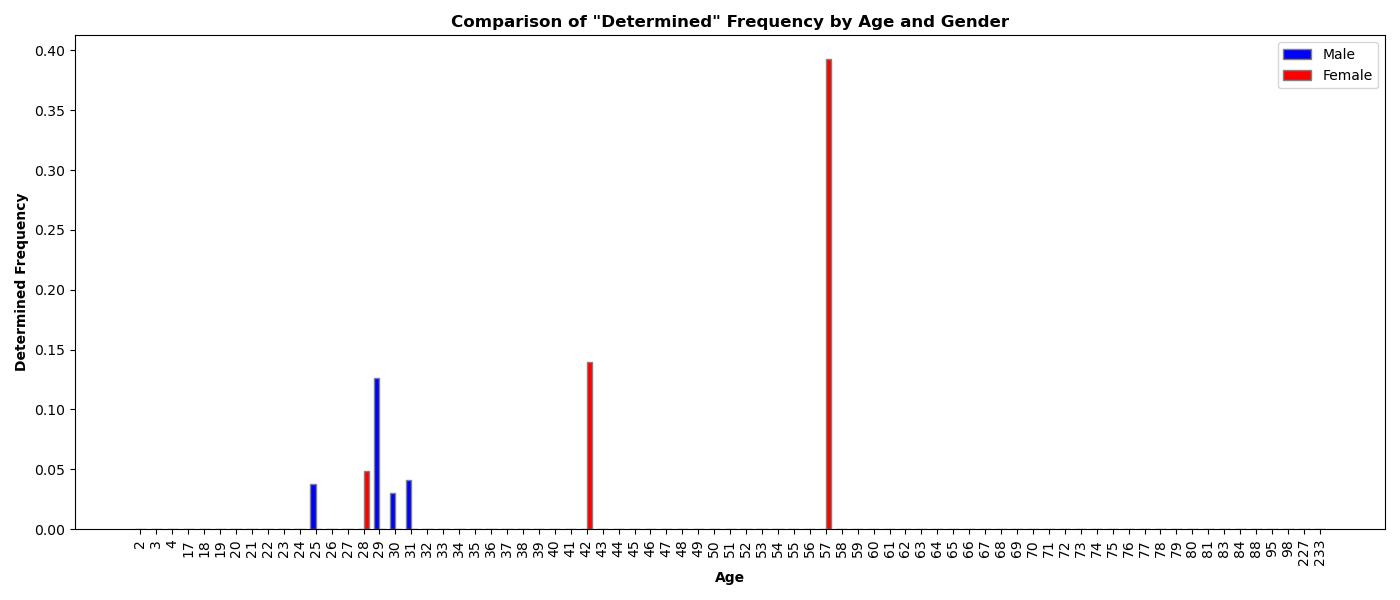 Comparison of "Determined" Frequency by Age and Gender
Male
Female
Determined Frequency
0.40
0.35
0.30
0.25
0.20
0.15
0.10
0.05
0.00
2 3 4 17 18 19 20 21 22 23 24 25 26 27 28 29 30 31 32 33 34 35 36 37 38 39 40 41 42 43 44 45 46 47 48 49 50 51 52 53 54 55 56 57 58 59 60 61 62 63 64 65 66 67 68 69 70 71 72 73 74 75 76 77 78 79 80 81 83 84 88 95 98 227 233
Age